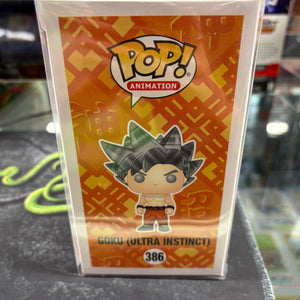 POP!
ANIMATION
GOKU (ULTRA INSTINCT)
386